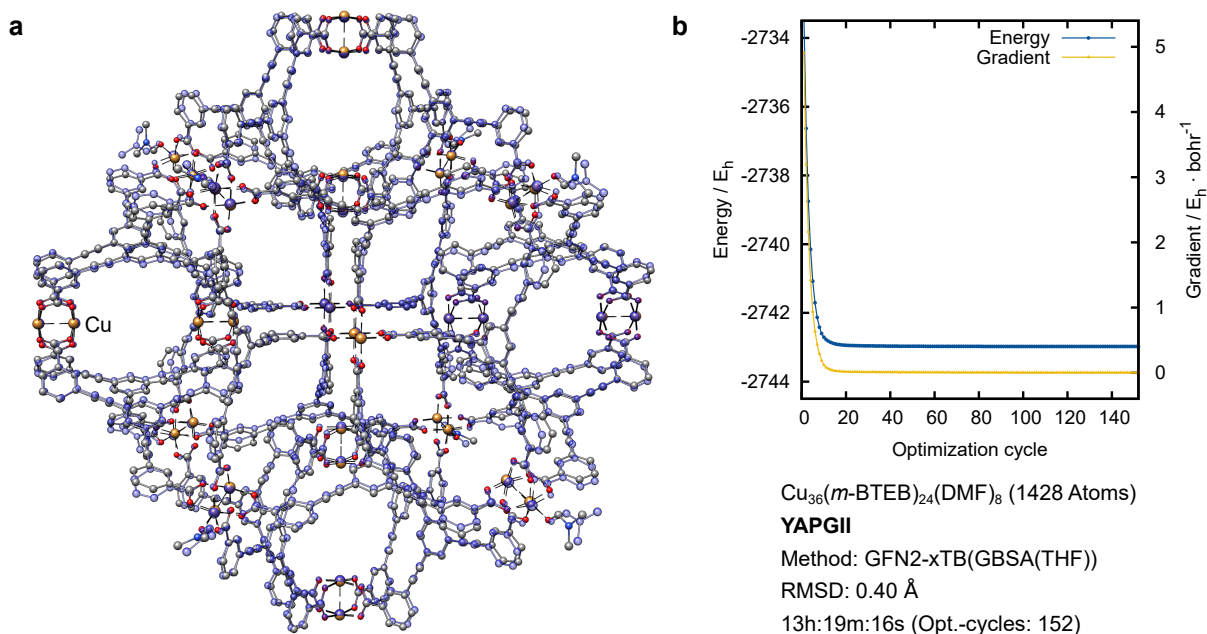 a
Cu
b
Energy
Gradient
Energy / E_h
-2734
-2736
-2738
-2740
-2742
-2744
Gradient / E_h · bohr⁻¹
5
4
3
2
1
0
0 20 40 60 80 100 120 140
Optimization cycle
Cu₃₆(m-BTEB)₂₄(DMF)₈ (1428 Atoms)
YAPGII
Method: GFN2-xTB(GBSA(THF))
RMSD: 0.40 Å
13h:19m:16s (Opt.-cycles: 152)